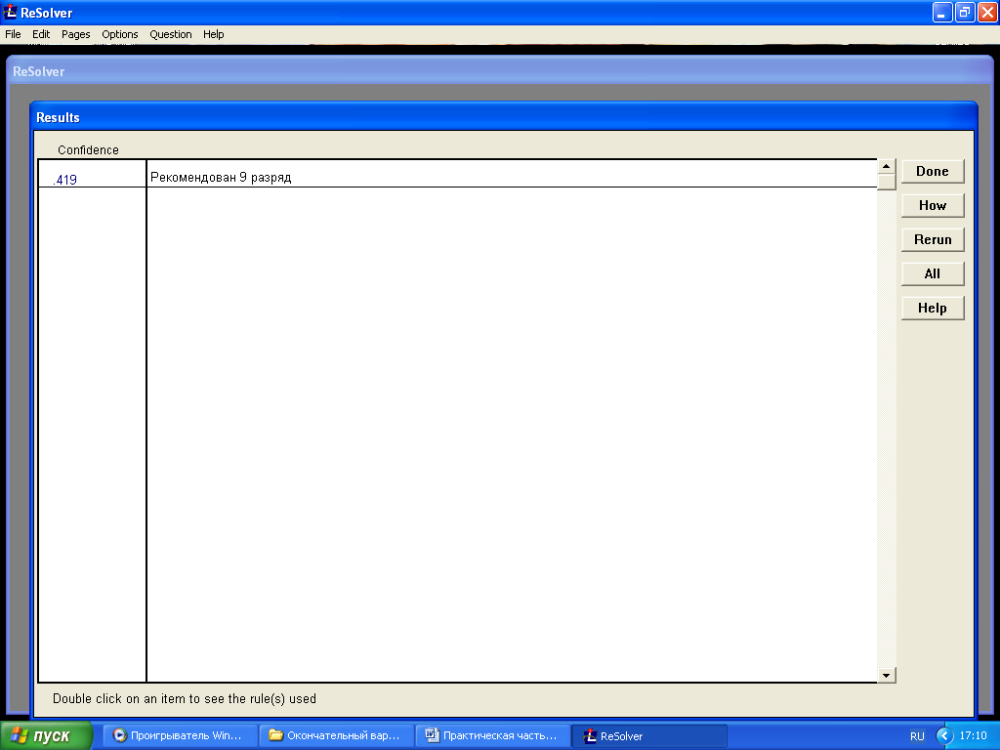 ReSolver
File Edit Pages Options Question Help
ReSolver
Results
Confidence
.419 Рекомендован 9 разряд
Done
How
Rerun
All
Help
Double click on an item to see the rule(s) used
пуск Проигрыватель Win... Окончательный вар... Практическая часть... ReSolver RU 17:10